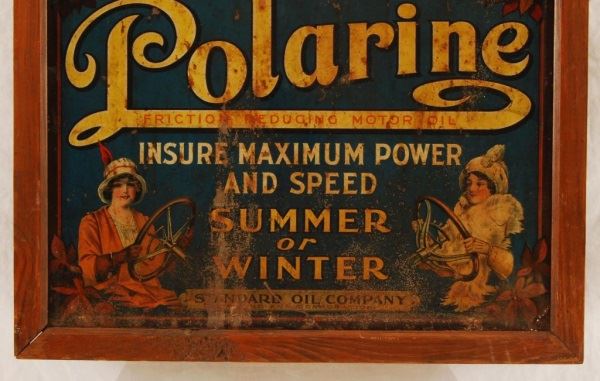 Polarine
FRICTION REDUCING MOTOR OIL
INSURE MAXIMUM POWER
AND SPEED
SUMMER
or
WINTER
STANDARD OIL COMPANY